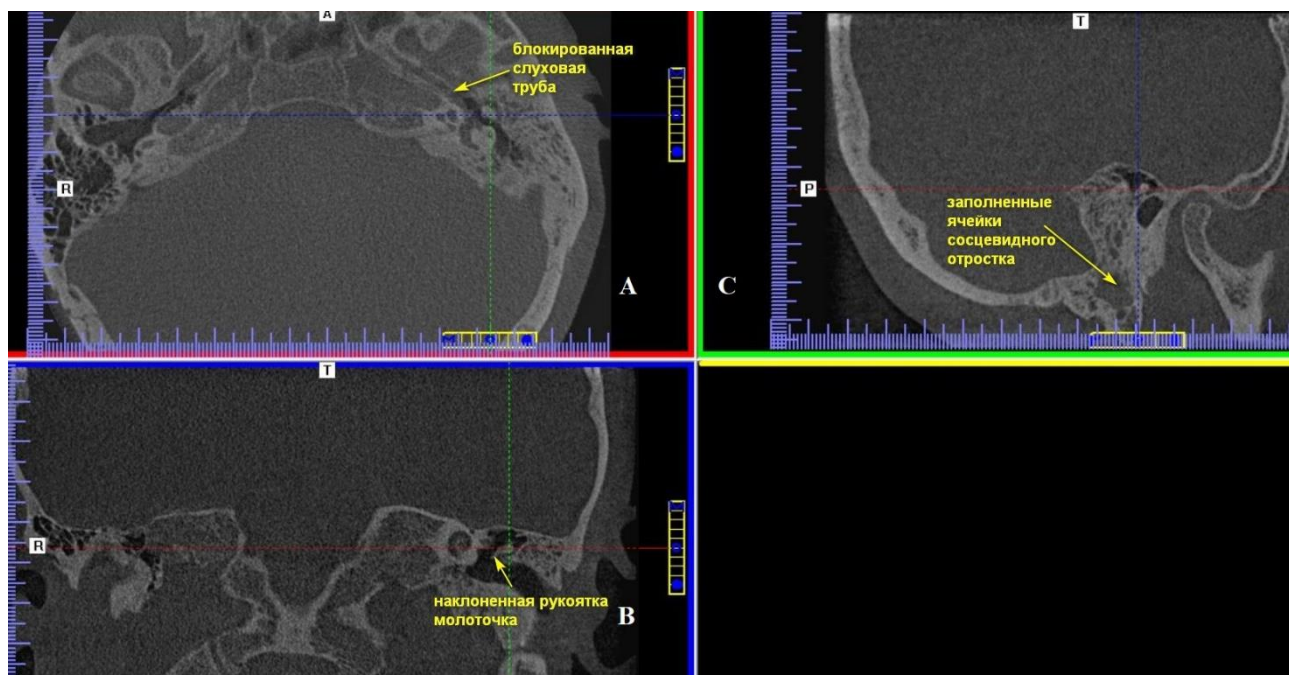 A
блокированная
слуховая
труба
R
A
T
P
заполненные
ячейки
сосцевидного
отростка
C
T
R
наклоненная рукоятка
молоточка
B